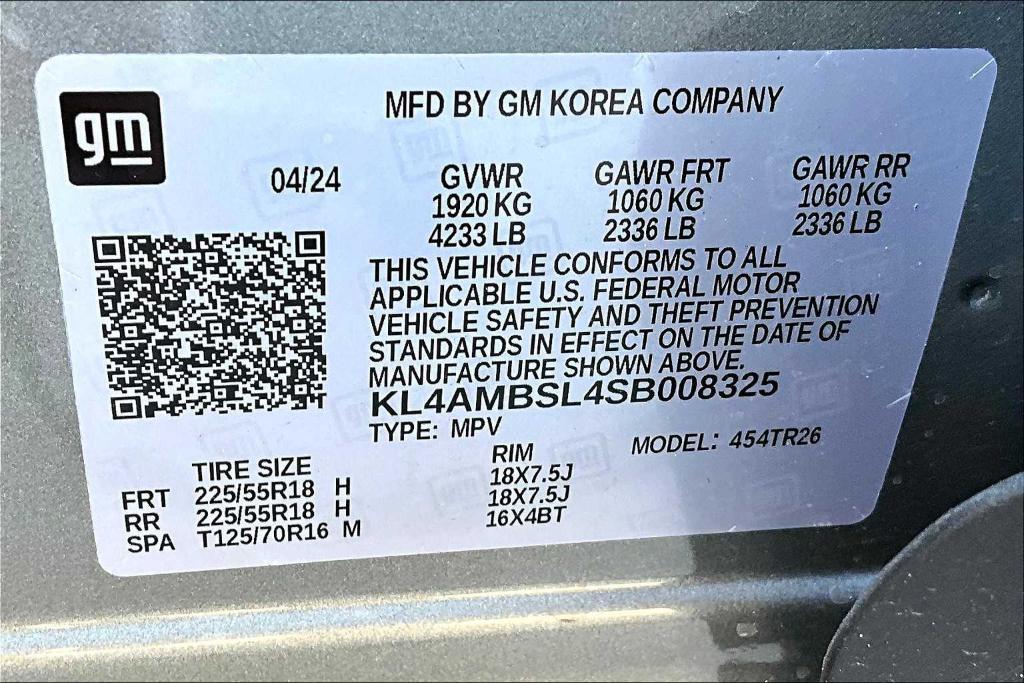 gm
MFD BY GM KOREA COMPANY
04/24 GVWR GAWR FRT GAWR RR
1920 KG 1060 KG 1060 KG
4233 LB 2336 LB 2336 LB
THIS VEHICLE CONFORMS TO ALL
APPLICABLE U.S. FEDERAL MOTOR
VEHICLE SAFETY AND THEFT PREVENTION
STANDARDS IN EFFECT ON THE DATE OF
MANUFACTURE SHOWN ABOVE.
KL4AMBSL4SB008325
TYPE: MPV MODEL: 454TR26
TIRE SIZE RIM
FRT 225/55R18 H 18X7.5J
RR 225/55R18 H 18X7.5J
SPA T125/70R16 M 16X4BT